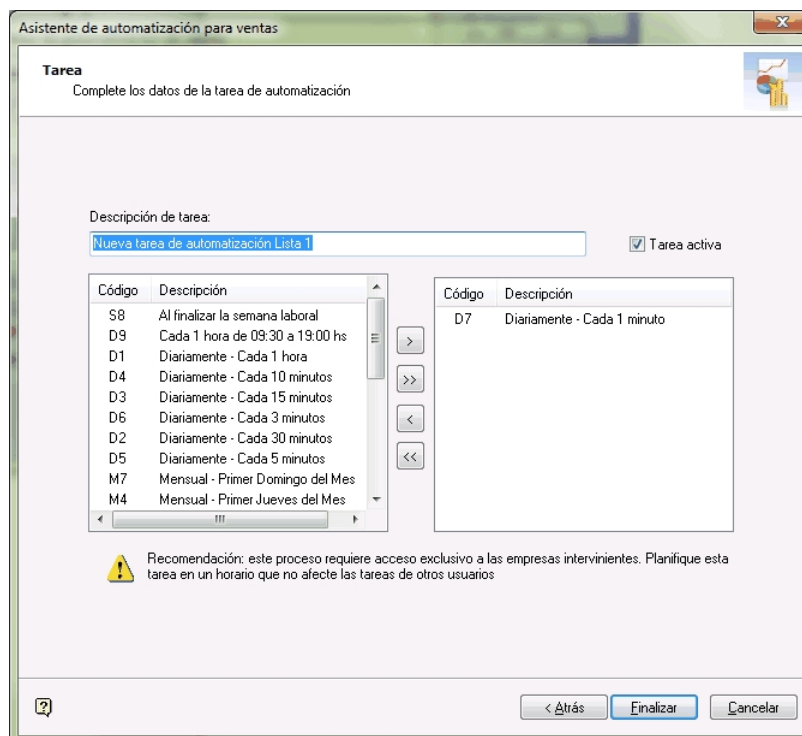 Asistente de automatización para ventas
Tarea
Complete los datos de la tarea de automatización
Descripción de tarea:
Nueva tarea de automatización Lista 1
Tarea activa
Código Descripción
S8 Al finalizar la semana laboral
D9 Cada 1 hora de 09:30 a 19:00 hs
D1 Diariamente - Cada 1 hora
D4 Diariamente - Cada 10 minutos
D3 Diariamente - Cada 15 minutos
D6 Diariamente - Cada 3 minutos
D2 Diariamente - Cada 30 minutos
D5 Diariamente - Cada 5 minutos
M7 Mensual - Primer Domingo del Mes
M4 Mensual - Primer Jueves del Mes
>
>>
<
<<
Código Descripción
D7 Diariamente - Cada 1 minuto
Recomendación: este proceso requiere acceso exclusivo a las empresas intervinientes. Planifique esta
tarea en un horario que no afecte las tareas de otros usuarios
< Atrás Finalizar Cancelar